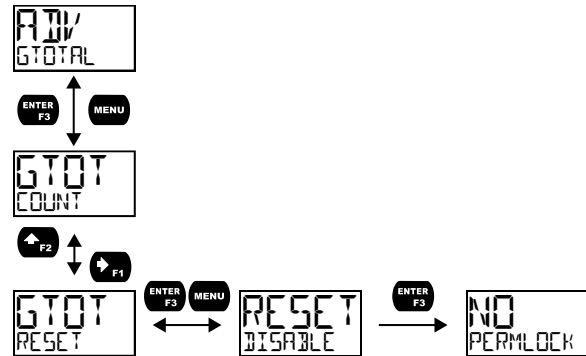 ADV
GTOTAL
ENTER
F3
MENU
GTOT
COUNT
F2
F1
GTOT
RESET
ENTER
F3
MENU
RESET
DISABLE
ENTER
F3
NO
PERMLOCK